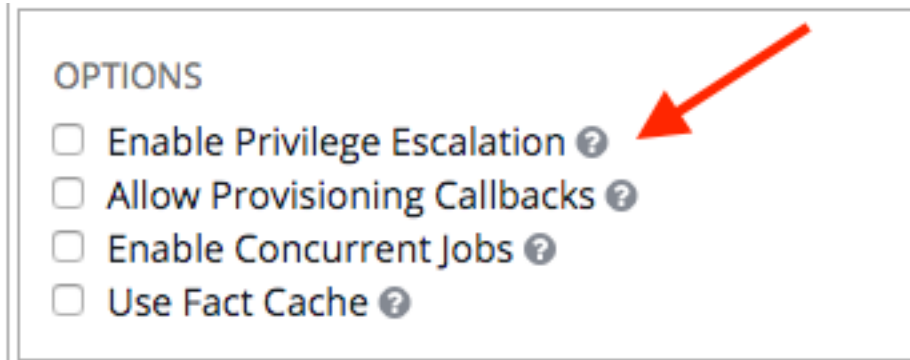 OPTIONS
Enable Privilege Escalation ?
Allow Provisioning Callbacks ?
Enable Concurrent Jobs ?
Use Fact Cache ?